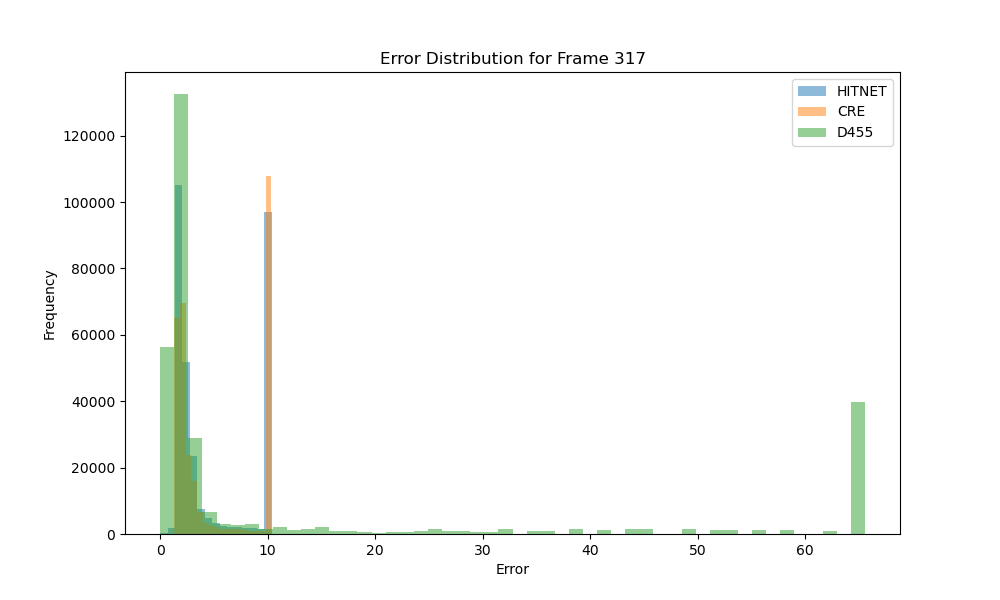 Error Distribution for Frame 317
HITNET
CRE
D455
120000
100000
80000
60000
40000
20000
0
Frequency
0 10 20 30 40 50 60
Error